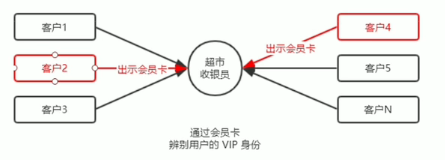 客户1
客户2
客户3
出示会员卡
超市
收银员
出示会员卡
客户4
客户5
客户N
通过会员卡
辨别用户的 VIP 身份